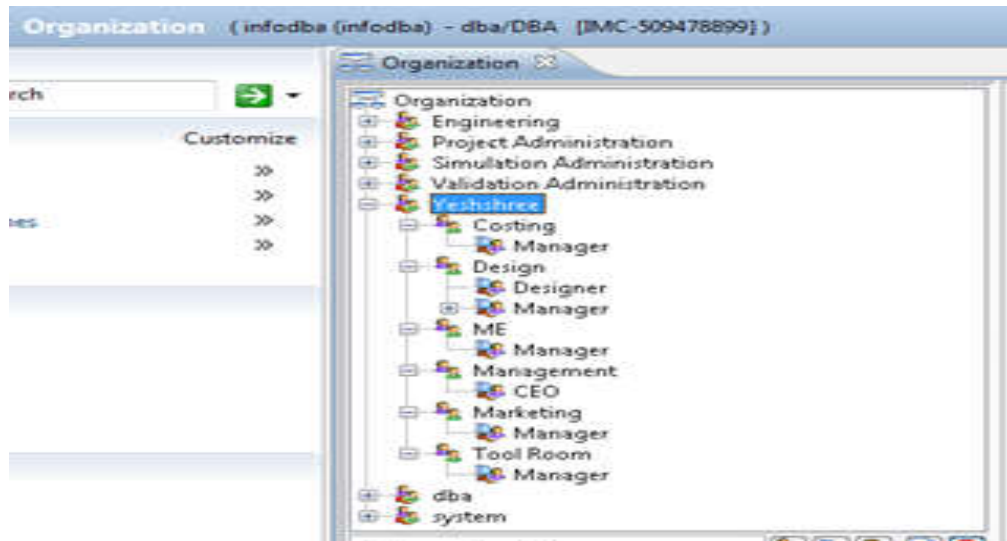 Organization ( infodba (infodba) - dba/DBA [IMC-509478899] )
Organization
rch
Customize
Organization
Engineering
Project Administration
Simulation Administration
Validation Administration
Yeshshree
Costing
Manager
Design
Designer
Manager
ME
Manager
Management
CEO
Marketing
Manager
Tool Room
Manager
dba
system